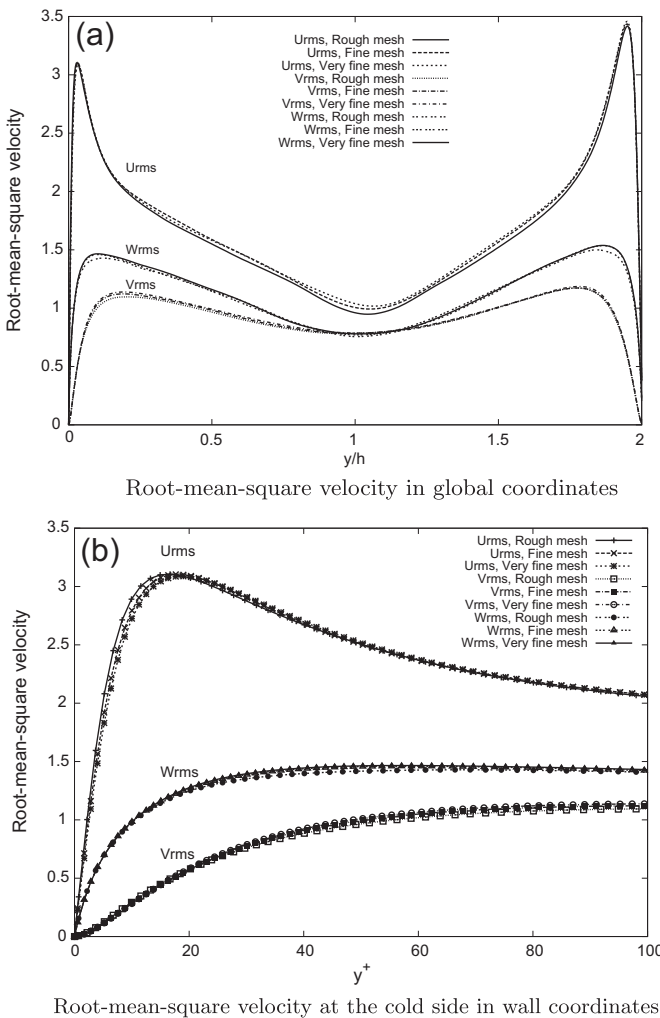 (a)
Urms, Rough mesh
Urms, Fine mesh
Urms, Very fine mesh
Vrms, Rough mesh
Vrms, Fine mesh
Vrms, Very fine mesh
Wrms, Rough mesh
Wrms, Fine mesh
Wrms, Very fine mesh
3.5
3
2.5
2
1.5
1
0.5
0
Root-mean-square velocity
Urms
Wrms
Vrms
0 0.5 1 1.5 2
y/h
Root-mean-square velocity in global coordinates
(b)
Urms, Rough mesh
Urms, Fine mesh
Urms, Very fine mesh
Vrms, Rough mesh
Vrms, Fine mesh
Vrms, Very fine mesh
Wrms, Rough mesh
Wrms, Fine mesh
Wrms, Very fine mesh
3.5
3
2.5
2
1.5
1
0.5
0
Root-mean-square velocity
Urms
Wrms
Vrms
0 20 40 60 80 100
y+
Root-mean-square velocity at the cold side in wall coordinates